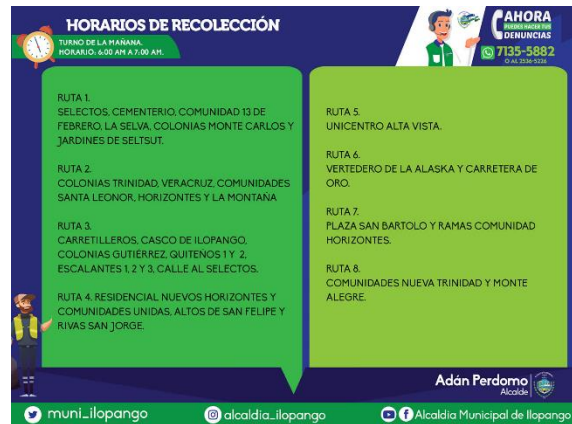 HORARIOS DE RECOLECCIÓN
TURNO DE LA MAÑANA.
HORARIO: 6:00 AM A 7:00 AM.
AHORA
PUEDES HACER TUS
DENUNCIAS
7135-5882
O AL 2536-5226
RUTA 1.
SELECTOS, CEMENTERIO, COMUNIDAD 13 DE
FEBRERO, LA SELVA, COLONIAS MONTE CARLOS Y
JARDINES DE SELTSUT.
RUTA 2.
COLONIAS TRINIDAD, VERACRUZ, COMUNIDADES
SANTA LEONOR, HORIZONTES Y LA MONTAÑA
RUTA 3.
CARRETILLEROS, CASCO DE ILOPANGO,
COLONIAS GUTIÉRREZ, QUITEÑOS 1 Y 2,
ESCALANTES 1, 2 Y 3, CALLE AL SELECTOS.
RUTA 4. RESIDENCIAL NUEVOS HORIZONTES Y
COMUNIDADES UNIDAS, ALTOS DE SAN FELIPE Y
RIVAS SAN JORGE.
RUTA 5.
UNICENTRO ALTA VISTA.
RUTA 6.
VERTEDERO DE LA ALASKA Y CARRETERA DE
ORO.
RUTA 7.
PLAZA SAN BARTOLO Y RAMAS COMUNIDAD
HORIZONTES.
RUTA 8.
COMUNIDADES NUEVA TRINIDAD Y MONTE
ALEGRE.
Adán Perdomo
Alcalde
muni_ilopango
alcaldia_ilopango
Alcaldía Municipal de Ilopango